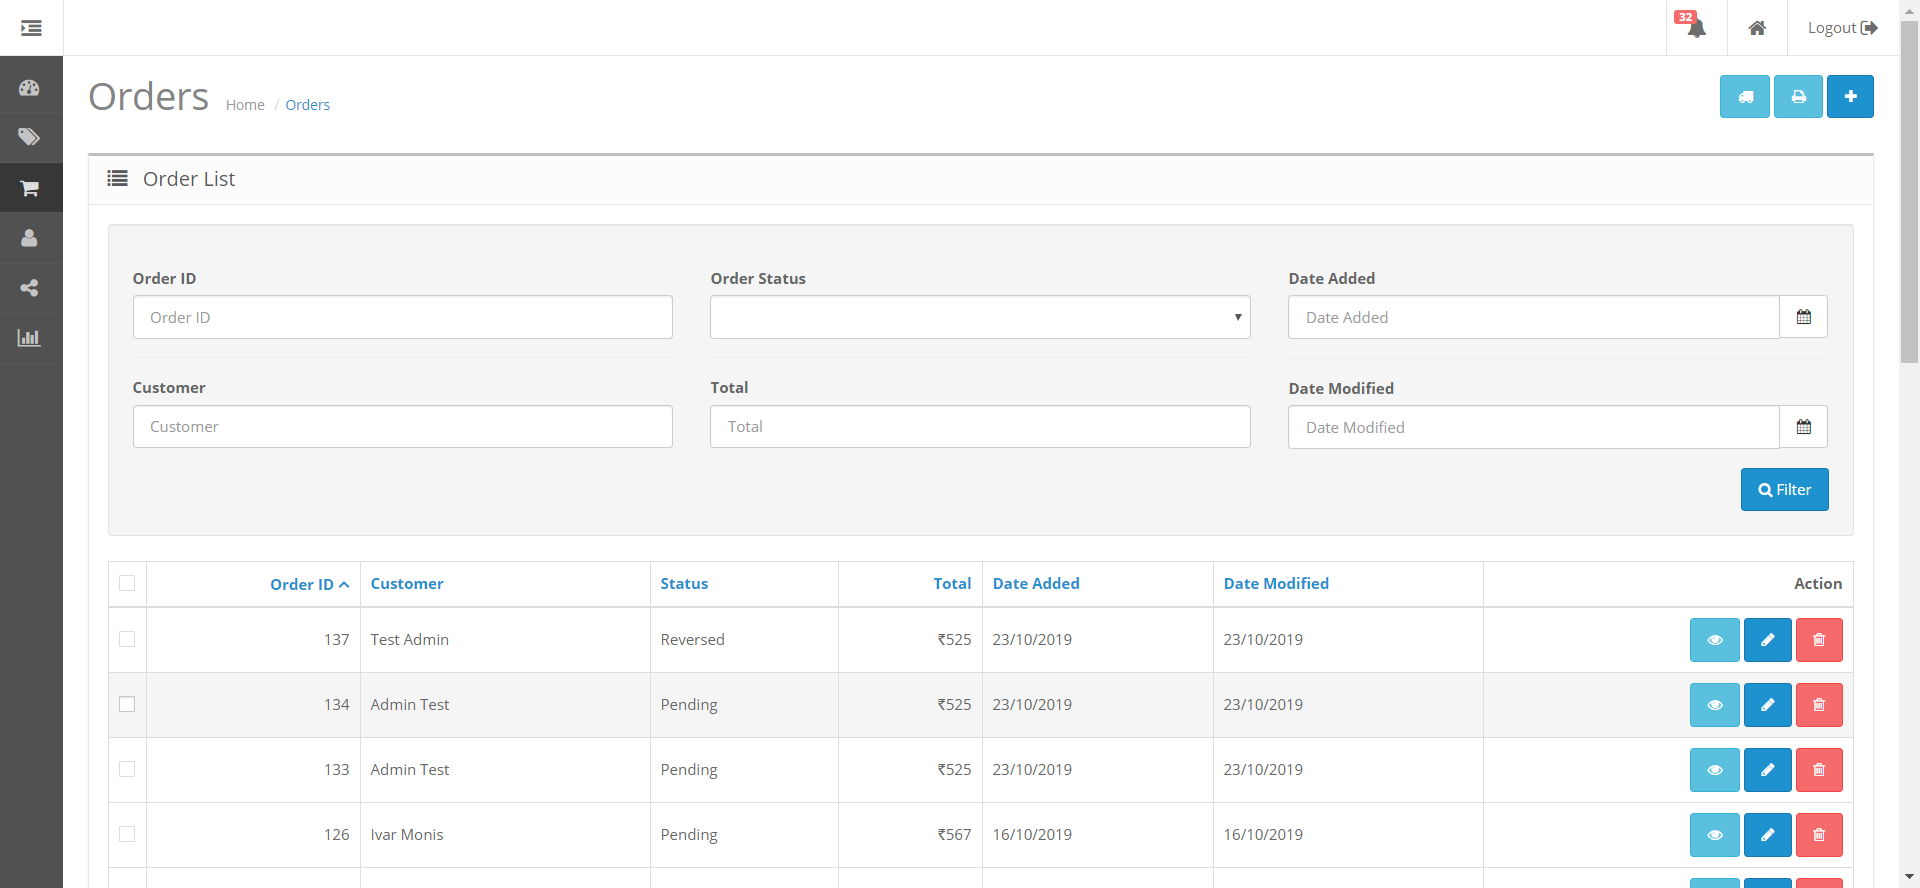 32
Logout
Orders Home / Orders
Order List
Order ID Order Status Date Added
Order ID Date Added
Customer Total Date Modified
Customer Total Date Modified
Filter
Order ID Customer Status Total Date Added Date Modified Action
137 Test Admin Reversed ₹525 23/10/2019 23/10/2019
134 Admin Test Pending ₹525 23/10/2019 23/10/2019
133 Admin Test Pending ₹525 23/10/2019 23/10/2019
126 Ivar Monis Pending ₹567 16/10/2019 16/10/2019